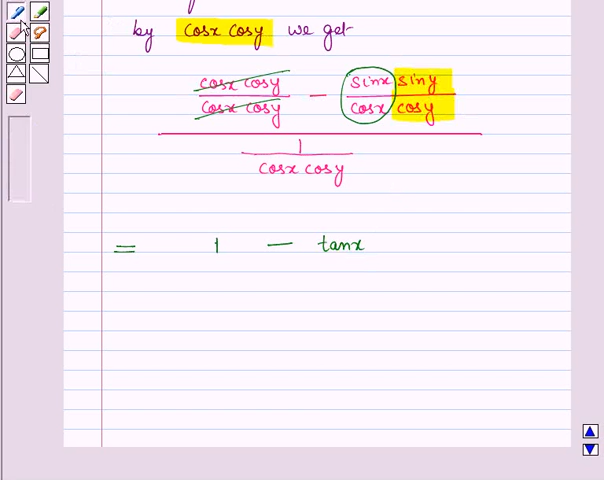 by cosx cosy we get
cosx cosy sinx siny
cosx cosy – cosx cosy
1
cosx cosy
= 1 – tanx